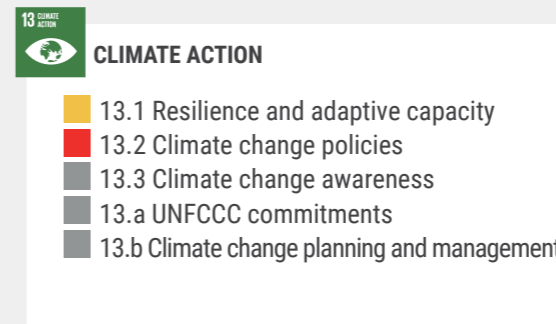 13 CLIMATE
ACTION
CLIMATE ACTION
13.1 Resilience and adaptive capacity
13.2 Climate change policies
13.3 Climate change awareness
13.a UNFCCC commitments
13.b Climate change planning and management